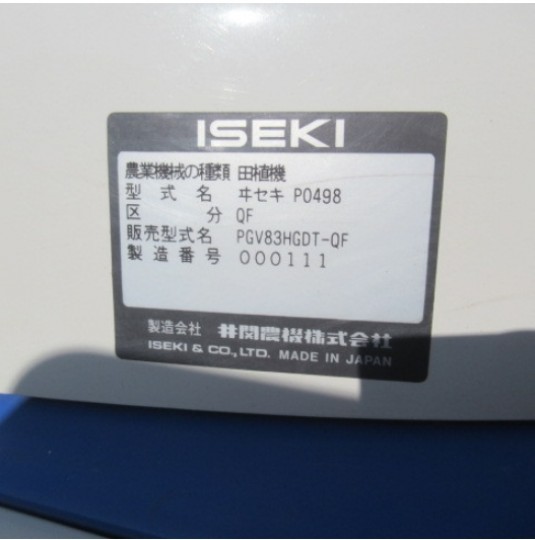 ISEKI
農業機械の種類 田植機
型式名 ヰセキ P0498
区分 QF
販売型式名 PGV83HGDT-QF
製造番号 000111
製造会社 井関農機株式会社
ISEKI & CO., LTD. MADE IN JAPAN